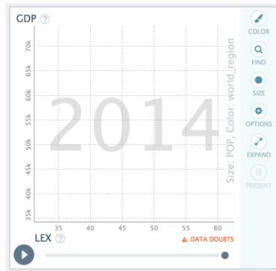 GDP ?
COLOR
FIND
SIZE
OPTIONS
EXPAND
PRESENT
70k
65k
60k
55k
50k
45k
40k
35k
2014
Size: POP, Color: world_region
35 40 45 50 55 60
LEX ?
DATA DOUBTS